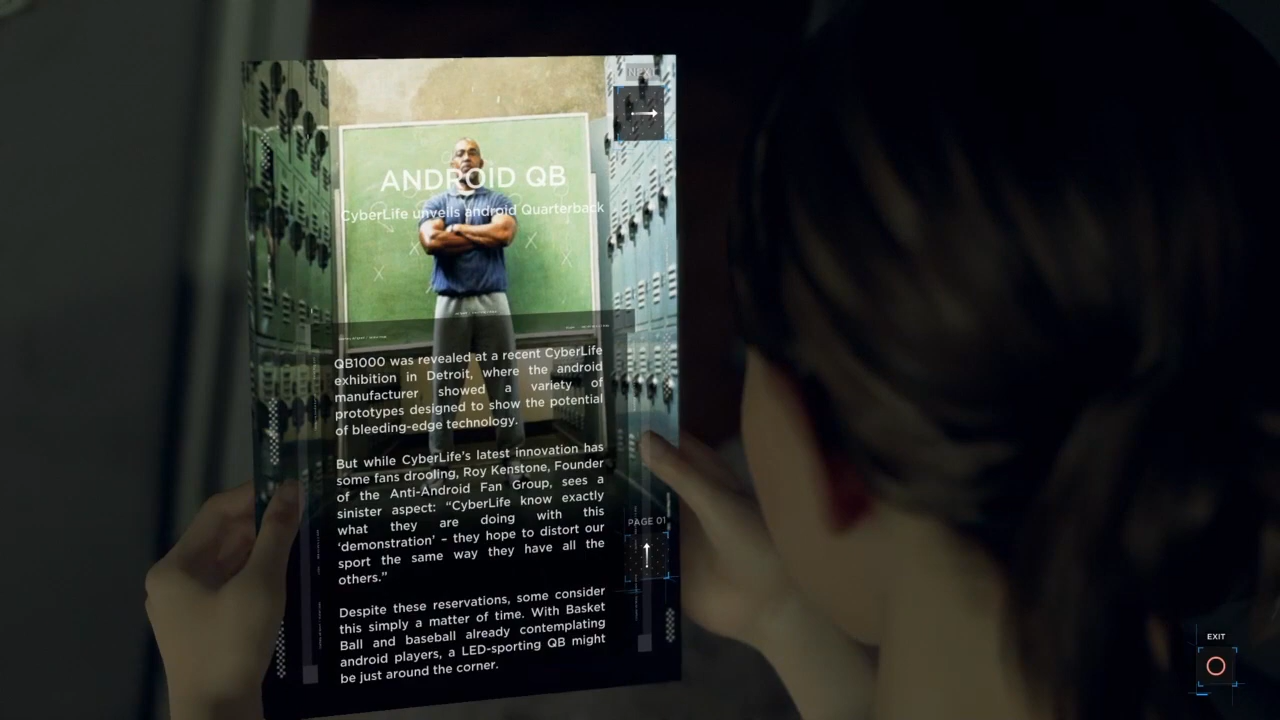 NEXT
ANDROID QB
CyberLife unveils android Quarterback
QB1000 was revealed at a recent CyberLife
exhibition in Detroit, where the android
manufacturer showed a variety of
prototypes designed to show the potential
of bleeding-edge technology.
But while CyberLife's latest innovation has
some fans drooling, Roy Kenstone, Founder
of the Anti-Android Fan Group, sees a
sinister aspect: “CyberLife know exactly
what they are doing with this
‘demonstration’ – they hope to distort our
sport the same way they have all the
others.”
Despite these reservations, some consider
this simply a matter of time. With Basket
Ball and baseball already contemplating
android players, a LED-sporting QB might
be just around the corner.
PAGE 01
EXIT